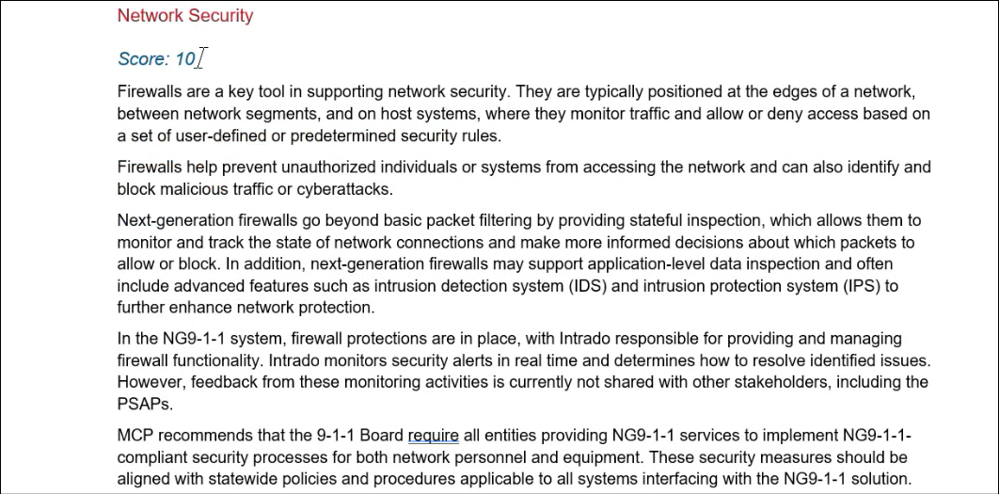 Network Security
Score: 10
Firewalls are a key tool in supporting network security. They are typically positioned at the edges of a network,
between network segments, and on host systems, where they monitor traffic and allow or deny access based on
a set of user-defined or predetermined security rules.
Firewalls help prevent unauthorized individuals or systems from accessing the network and can also identify and
block malicious traffic or cyberattacks.
Next-generation firewalls go beyond basic packet filtering by providing stateful inspection, which allows them to
monitor and track the state of network connections and make more informed decisions about which packets to
allow or block. In addition, next-generation firewalls may support application-level data inspection and often
include advanced features such as intrusion detection system (IDS) and intrusion protection system (IPS) to
further enhance network protection.
In the NG9-1-1 system, firewall protections are in place, with Intrado responsible for providing and managing
firewall functionality. Intrado monitors security alerts in real time and determines how to resolve identified issues.
However, feedback from these monitoring activities is currently not shared with other stakeholders, including the
PSAPs.
MCP recommends that the 9-1-1 Board require all entities providing NG9-1-1 services to implement NG9-1-1-
compliant security processes for both network personnel and equipment. These security measures should be
aligned with statewide policies and procedures applicable to all systems interfacing with the NG9-1-1 solution.